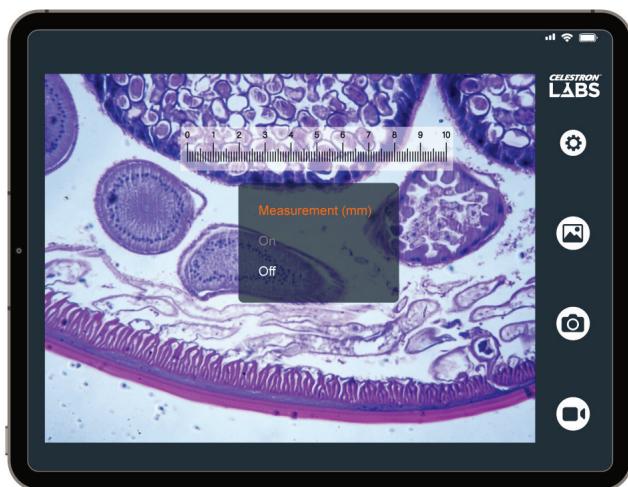 CELESTRON
LABS
0 1 2 3 4 5 6 7 8 9 10
Measurement (mm)
On
Off